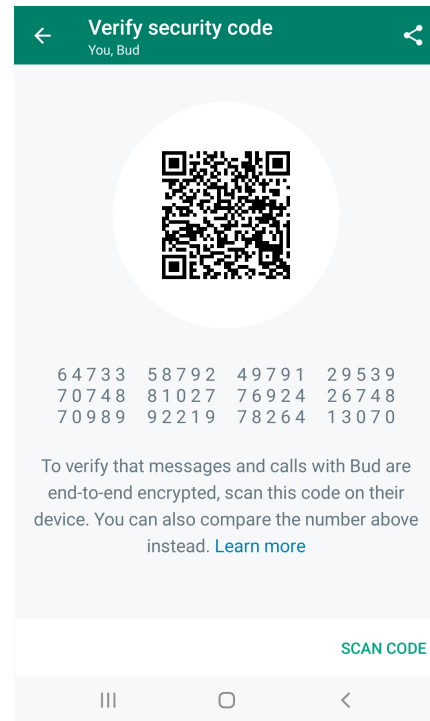 Verify security code
You, Bud
64733 58792 49791 29539
70748 81027 76924 26748
70989 92219 78264 13070
To verify that messages and calls with Bud are
end-to-end encrypted, scan this code on their
device. You can also compare the number above
instead. Learn more
SCAN CODE